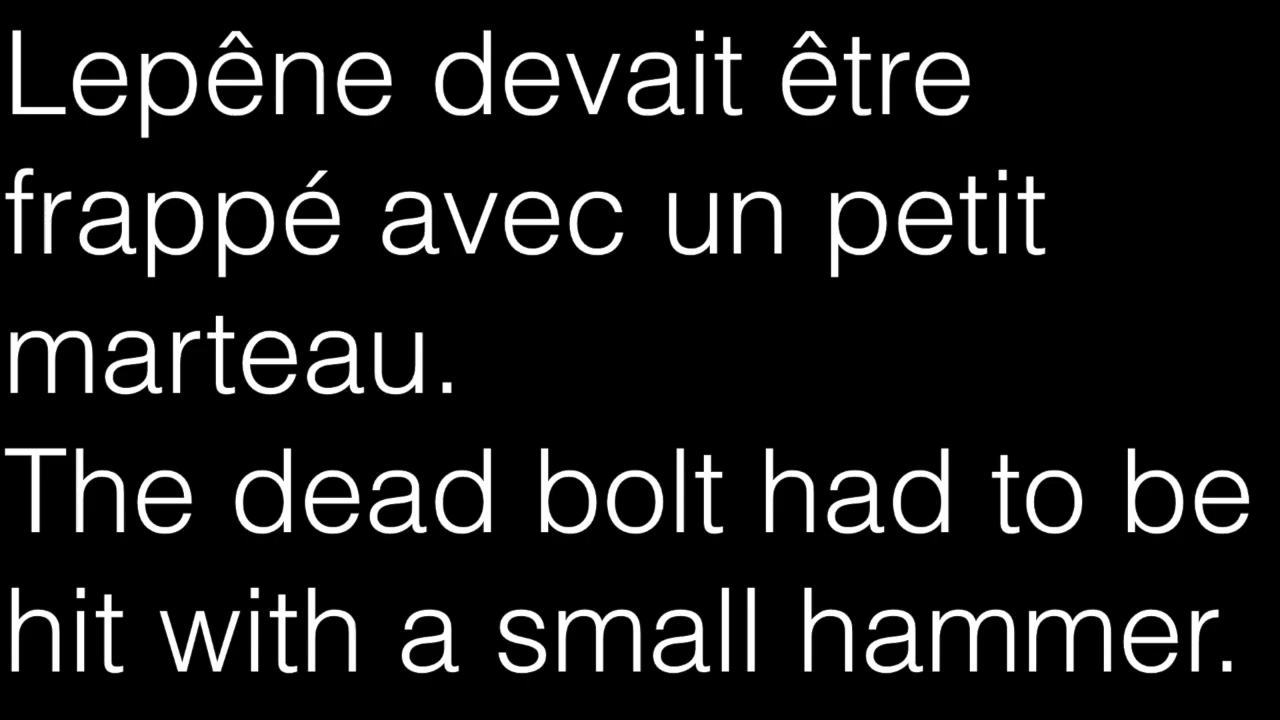 Lepêne devait être
frappé avec un petit
marteau.
The dead bolt had to be
hit with a small hammer.